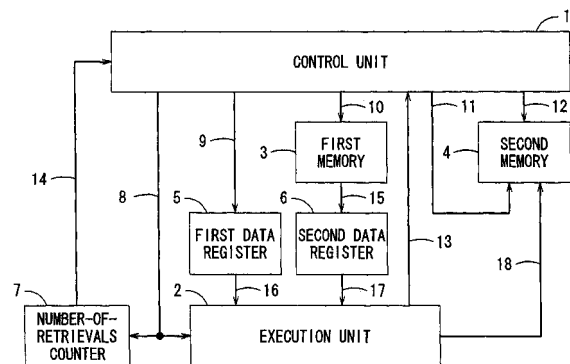 1
CONTROL UNIT
10
11
12
9
3
FIRST
MEMORY
4
SECOND
MEMORY
14
8
5
6
15
FIRST DATA
REGISTER
SECOND DATA
REGISTER
13
18
7
2
16
17
NUMBER-OF-
RETRIEVALS
COUNTER
EXECUTION UNIT